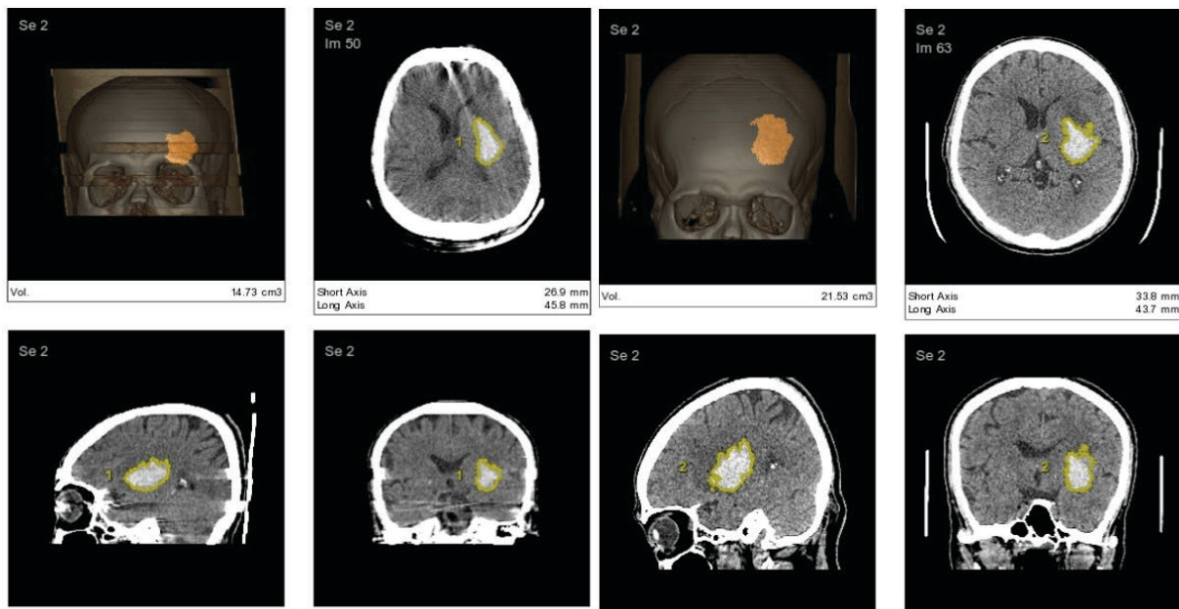 Se 2
Vol. 14.73 cm3
Se 2
Im 50
1
Short Axis 26.9 mm
Long Axis 45.8 mm
Se 2
Vol. 21.53 cm3
Se 2
Im 63
2
Short Axis 33.8 mm
Long Axis 43.7 mm
Se 2
1
Se 2
1
Se 2
2
Se 2
2